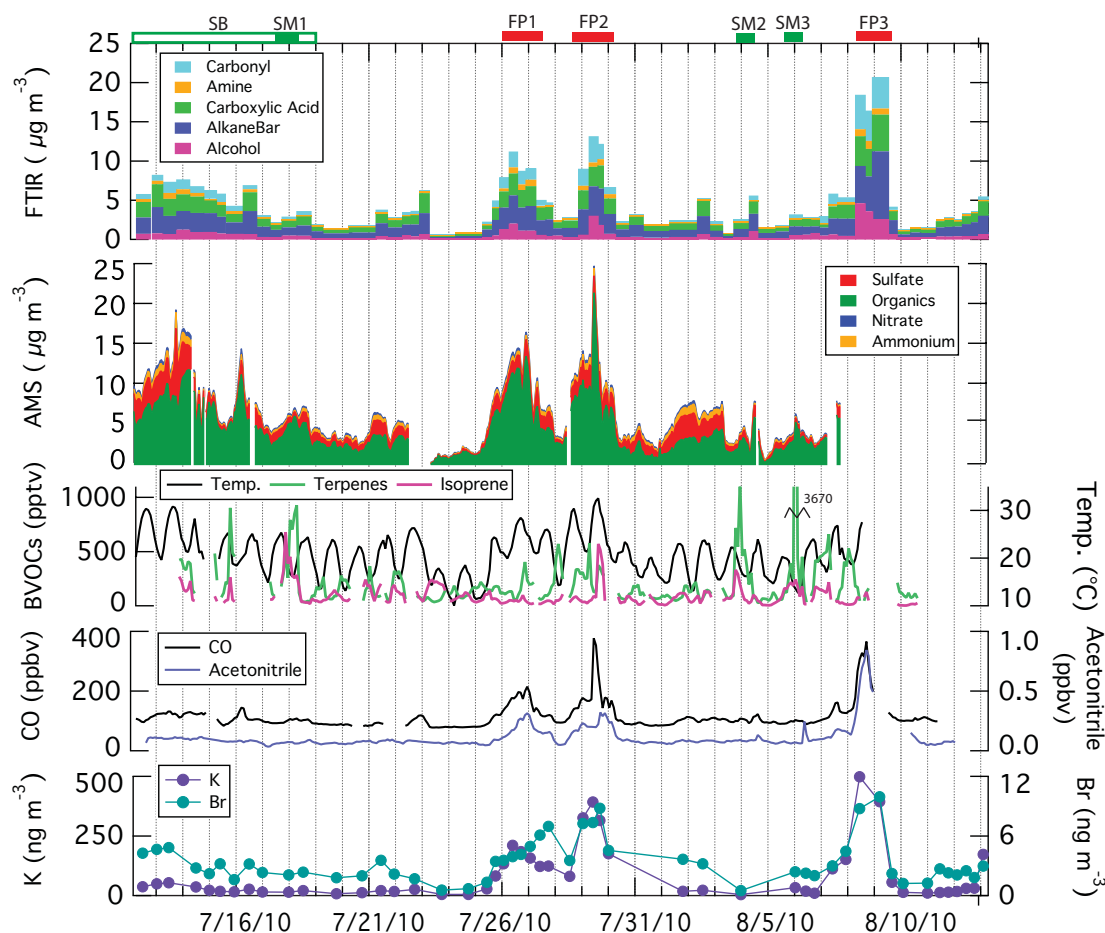 SB SM1 FP1 FP2 SM2 SM3 FP3
25
20
15
10
5
0
FTIR ( µg m-3)
Carbonyl
Amine
Carboxylic Acid
AlkaneBar
Alcohol
25
20
15
10
5
0
AMS ( µg m-3)
Sulfate
Organics
Nitrate
Ammonium
1000
500
0
BVOCs (pptv)
Temp. Terpenes Isoprene
3670
30
20
10
Temp. (°C)
400
200
0
CO (ppbv)
CO
Acetonitrile
1.0
0.5
0.0
Acetonitrile
(ppbv)
500
250
0
K (ng m-3)
K
Br
12
6
0
Br (ng m-3)
7/16/10 7/21/10 7/26/10 7/31/10 8/5/10 8/10/10